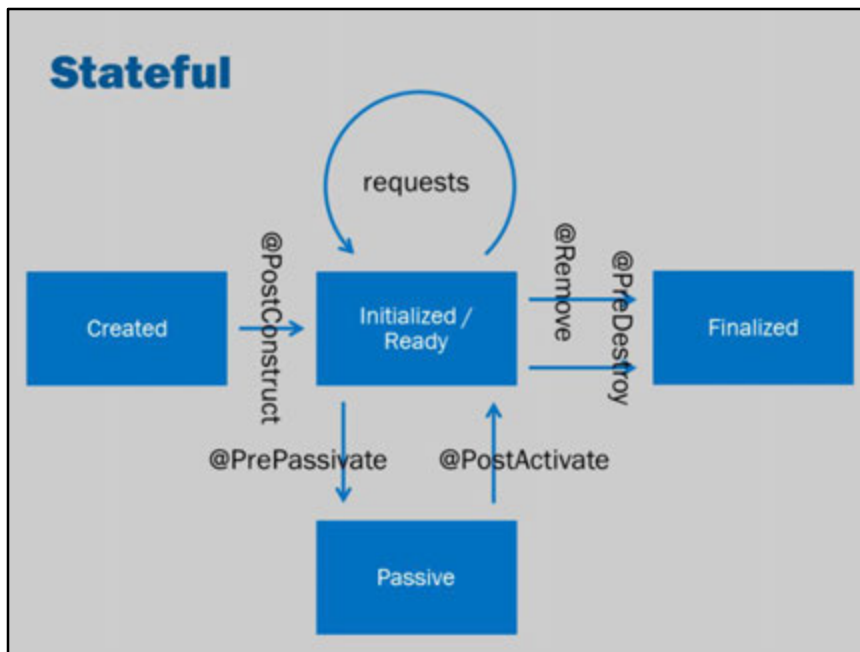 Stateful
requests
@PostConstruct
@Remove
@PreDestroy
Created
Initialized /
Ready
Finalized
@PrePassivate
@PostActivate
Passive